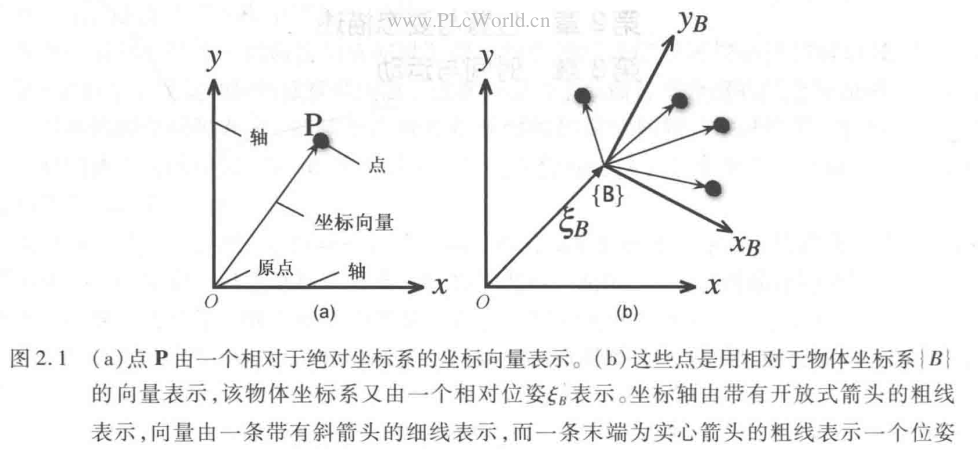 www.PLcWorld.cn
y
轴
P
点
坐标向量
原点
轴
O
x
(a)
y
y_B
{B}
ξ_B
x_B
O
x
(b)
图2.1 (a)点 P 由一个相对于绝对坐标系的坐标向量表示。(b)这些点是用相对于物体坐标系{B}
的向量表示,该物体坐标系又由一个相对位姿ξ_B表示。坐标轴由带有开放式箭头的粗线
表示,向量由一条带有斜箭头的细线表示,而一条末端为实心箭头的粗线表示一个位姿